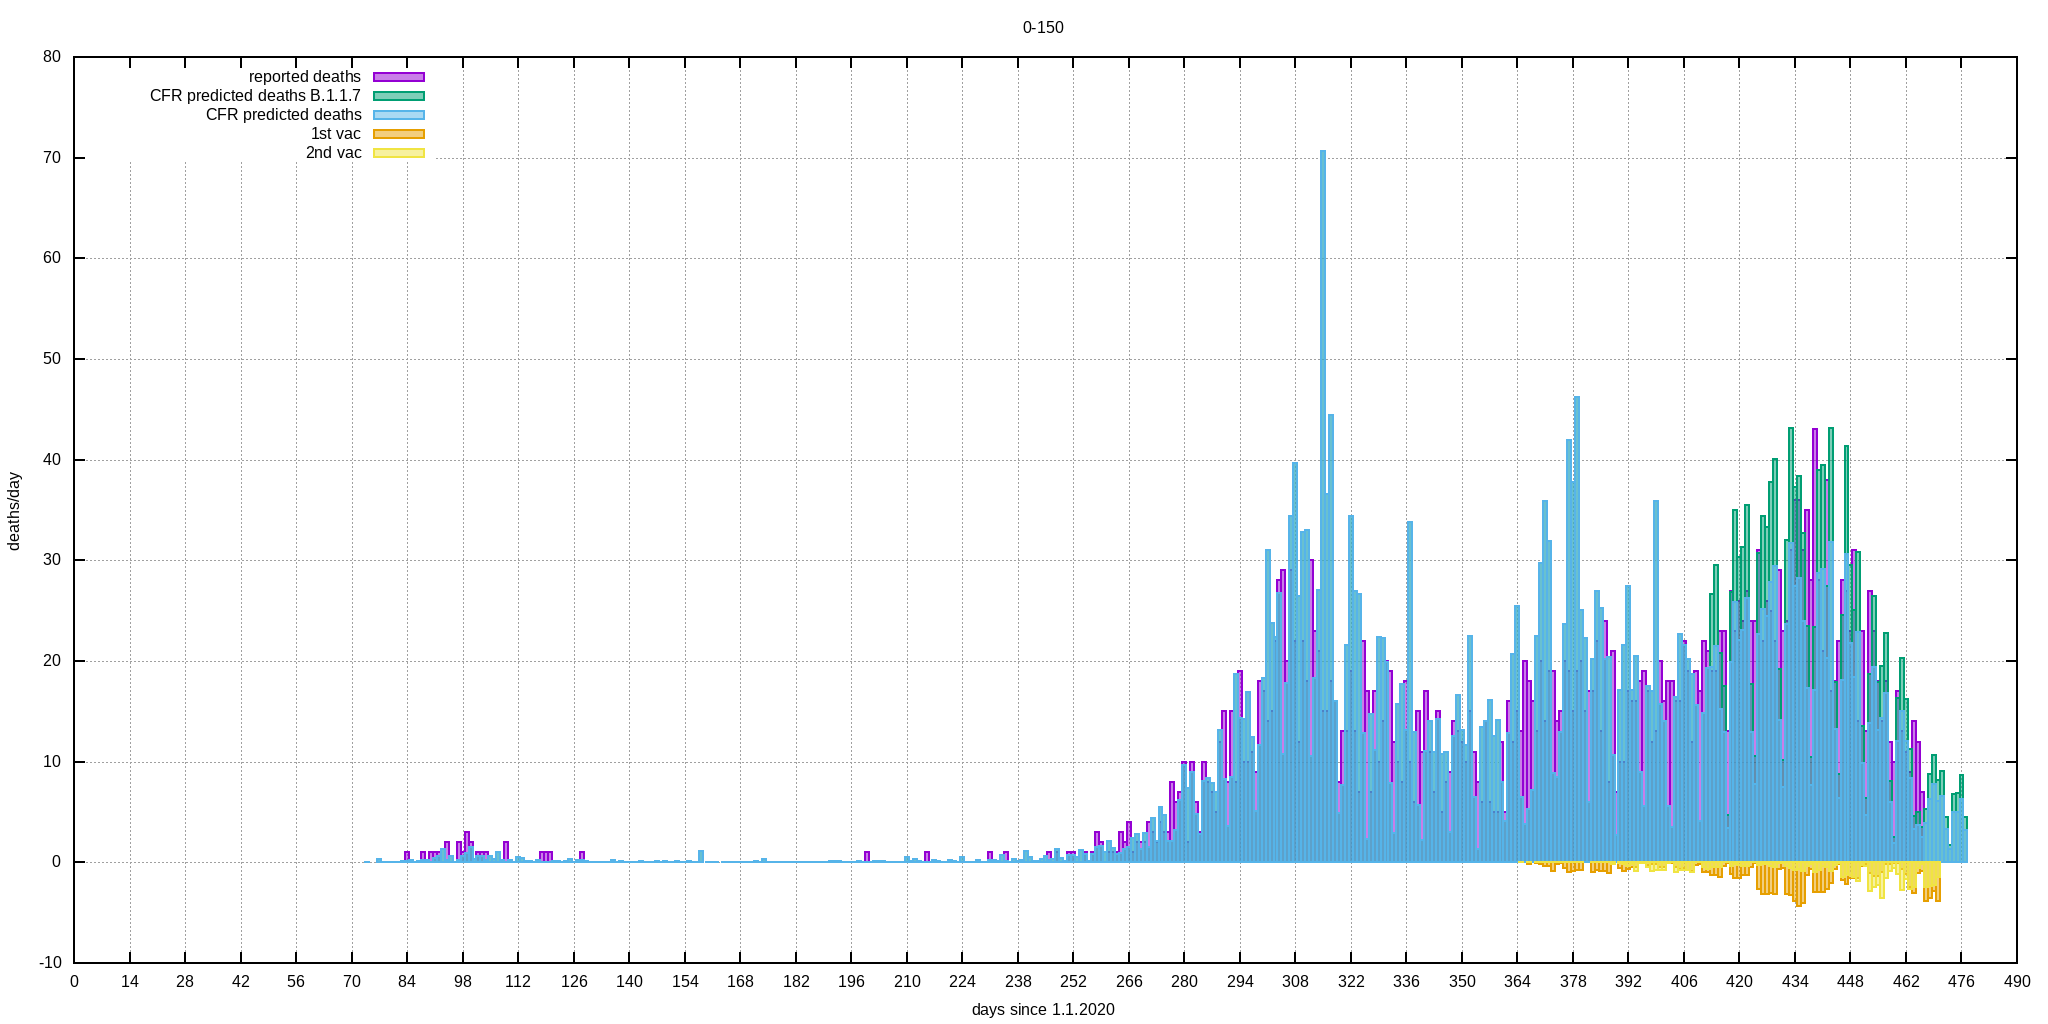 0-150
80
70
60
50
40
30
20
10
0
-10
reported deaths
CFR predicted deaths B.1.1.7
CFR predicted deaths
1st vac
2nd vac
deaths/day
0 14 28 42 56 70 84 98 112 126 140 154 168 182 196 210 224 238 252 266 280 294 308 322 336 350 364 378 392 406 420 434 448 462 476 490
days since 1.1.2020